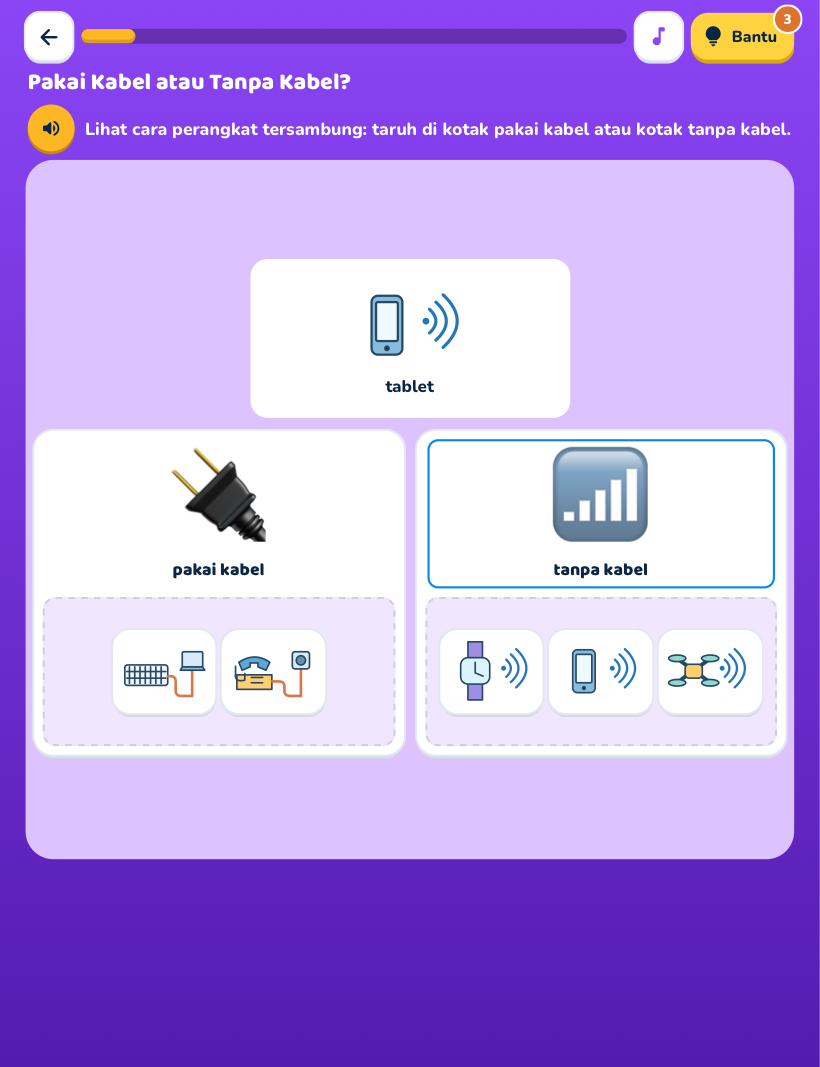 3
Bantu
Pakai Kabel atau Tanpa Kabel?
Lihat cara perangkat tersambung: taruh di kotak pakai kabel atau kotak tanpa kabel.
tablet
pakai kabel
tanpa kabel